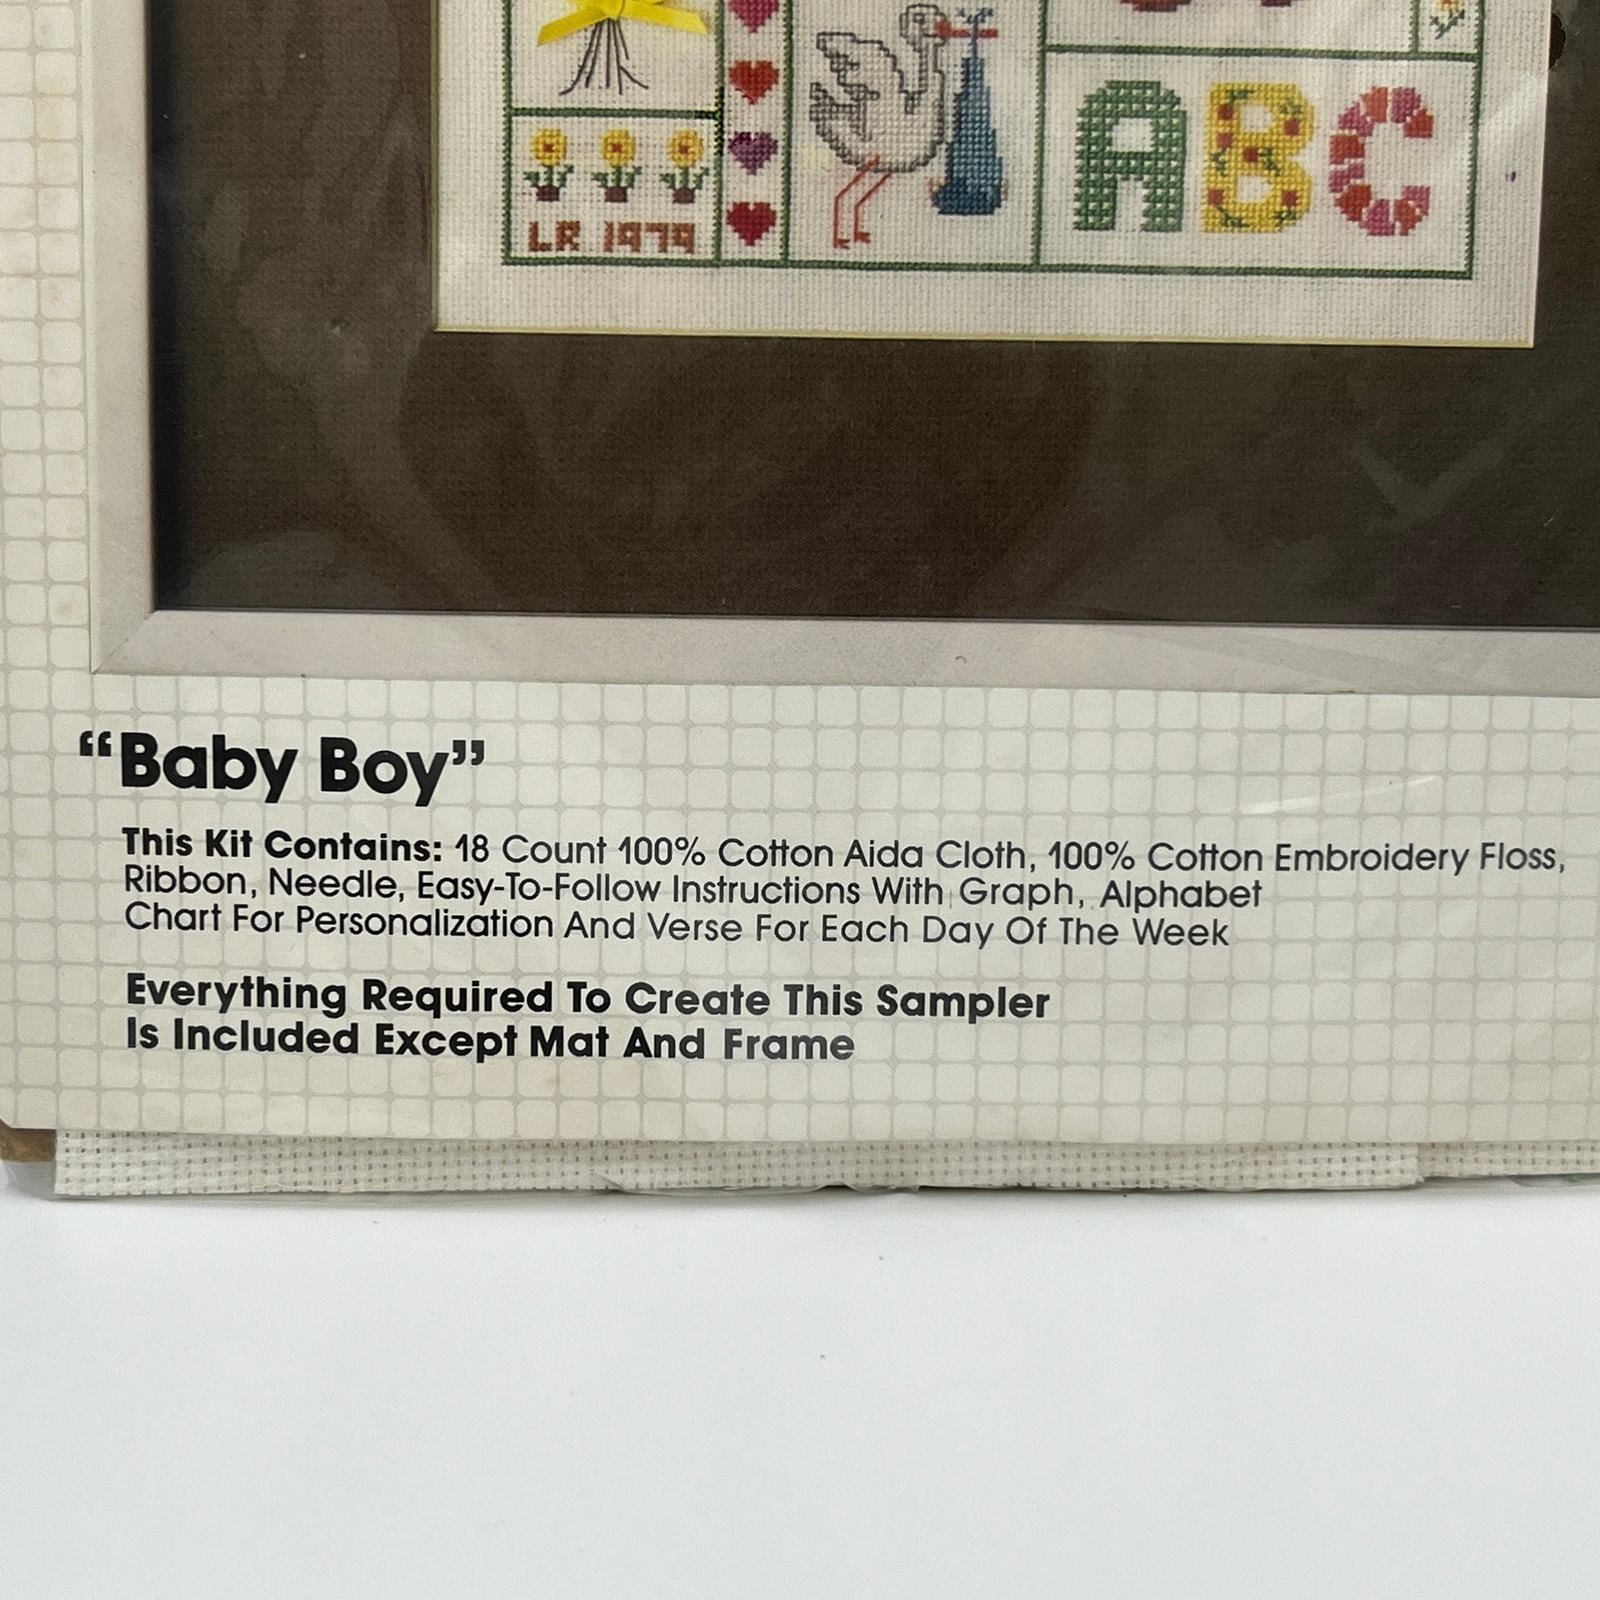 ABC
LR 1979
“Baby Boy”
This Kit Contains: 18 Count 100% Cotton Aida Cloth, 100% Cotton Embroidery Floss,
Ribbon, Needle, Easy-To-Follow Instructions With Graph, Alphabet
Chart For Personalization And Verse For Each Day Of The Week
Everything Required To Create This Sampler
Is Included Except Mat And Frame